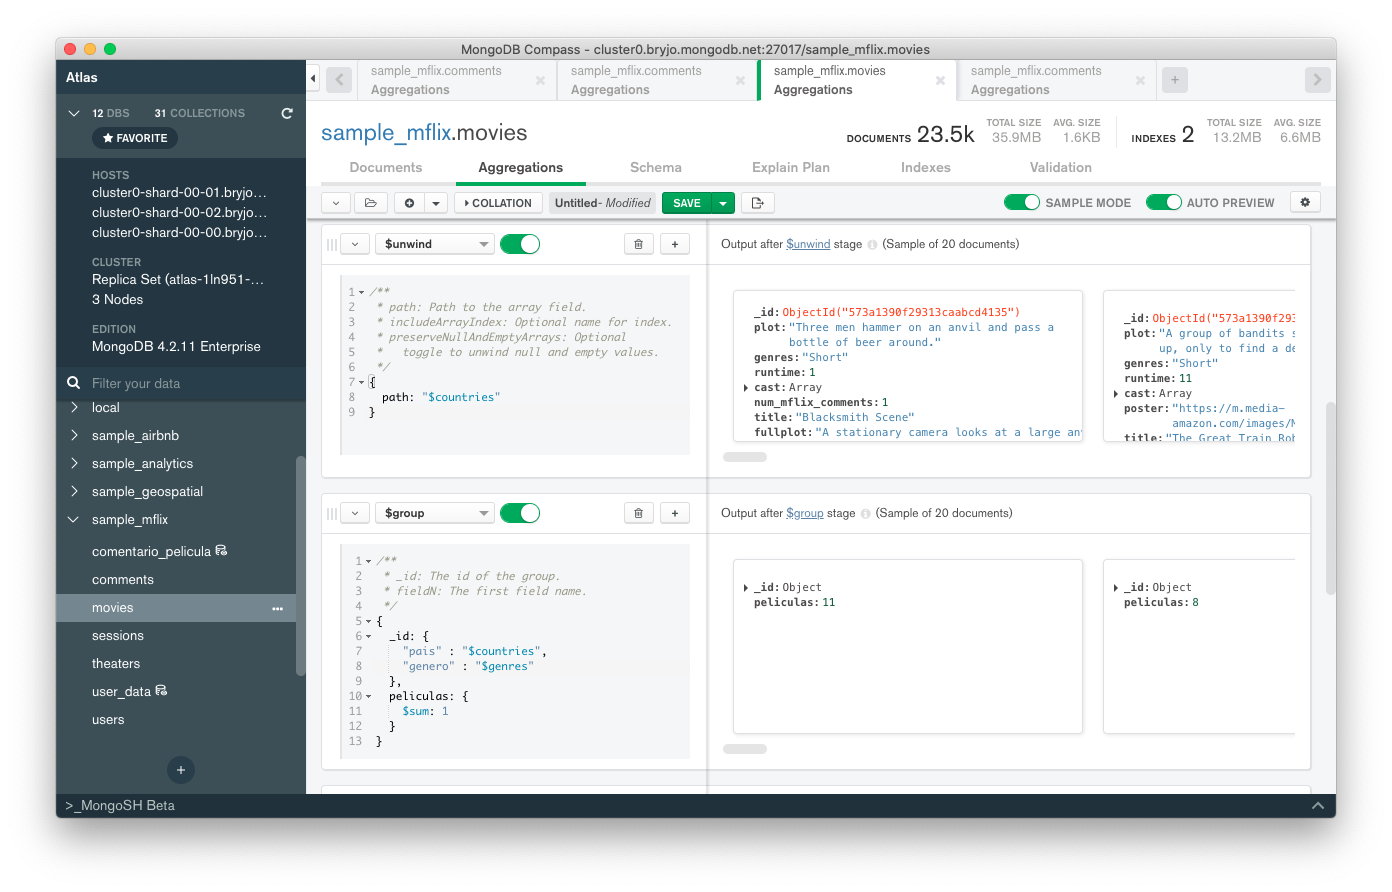 MongoDB Compass - cluster0.bryjo.mongodb.net:27017/sample_mflix.movies
Atlas
12 DBS 31 COLLECTIONS
FAVORITE
HOSTS
cluster0-shard-00-01.bryjo...
cluster0-shard-00-02.bryjo...
cluster0-shard-00-00.bryjo...
CLUSTER
Replica Set (atlas-1ln951-...
3 Nodes
EDITION
MongoDB 4.2.11 Enterprise
Filter your data
local
sample_airbnb
sample_analytics
sample_geospatial
sample_mflix
comentario_pelicula
comments
movies
sessions
theaters
user_data
users
>_MongoSH Beta
sample_mflix.comments
Aggregations
sample_mflix.comments
Aggregations
sample_mflix.movies
Aggregations
sample_mflix.comments
Aggregations
sample_mflix.movies
DOCUMENTS 23.5k
TOTAL SIZE
35.9MB
AVG. SIZE
1.6KB
INDEXES 2
TOTAL SIZE
13.2MB
AVG. SIZE
6.6MB
Documents
Aggregations
Schema
Explain Plan
Indexes
Validation
COLLATION
Untitled- Modified
SAVE
SAMPLE MODE
AUTO PREVIEW
$unwind
1 /**
2 * path: Path to the array field.
3 * includeArrayIndex: Optional name for index.
4 * preserveNullAndEmptyArrays: Optional
5 *   toggle to unwind null and empty values.
6 */
7 {
8 path: "$countries"
9 }
Output after $unwind stage (Sample of 20 documents)
_id: ObjectId("573a1390f29313caabcd4135")
plot: "Three men hammer on an anvil and pass a
bottle of beer around."
genres: "Short"
runtime: 1
cast: Array
num_mflix_comments: 1
title: "Blacksmith Scene"
fullplot: "A stationary camera looks at a large an
_id: ObjectId("573a1390f293
plot: "A group of bandits s
up, only to find a de
genres: "Short"
runtime: 11
cast: Array
poster: "https://m.media-
amazon.com/images/M
title: "The Great Train Rob
$group
1 /**
2 * _id: The id of the group.
3 * fieldN: The first field name.
4 */
5 {
6 _id: {
7 "pais" : "$countries",
8 "genero" : "$genres"
9 },
10 peliculas: {
11 $sum: 1
12 }
13 }
Output after $group stage (Sample of 20 documents)
_id: Object
peliculas: 11
_id: Object
peliculas: 8